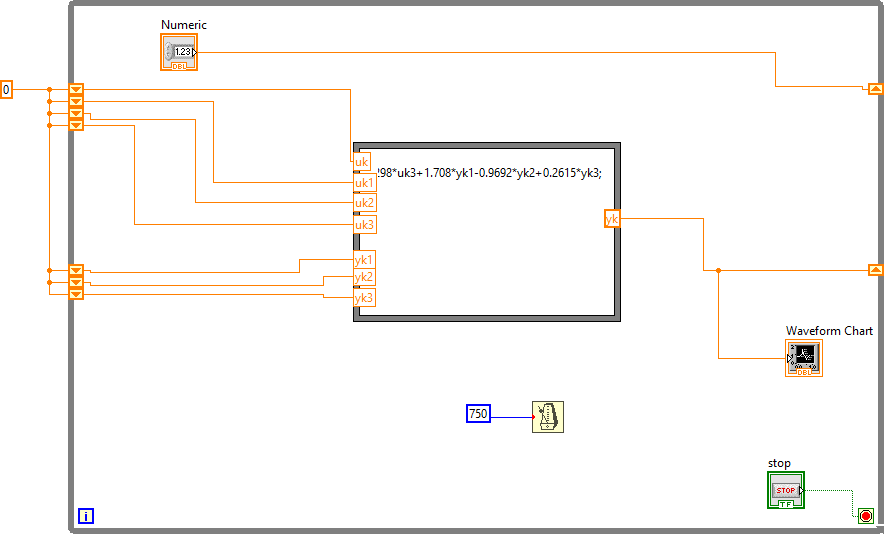 Numeric
1.23
DBL
0
uk
298*uk3+1.708*yk1-0.9692*yk2+0.2615*yk3;
uk1
uk2
uk3
yk
yk1
yk2
yk3
Waveform Chart
DBL
750
stop
STOP
TF
i